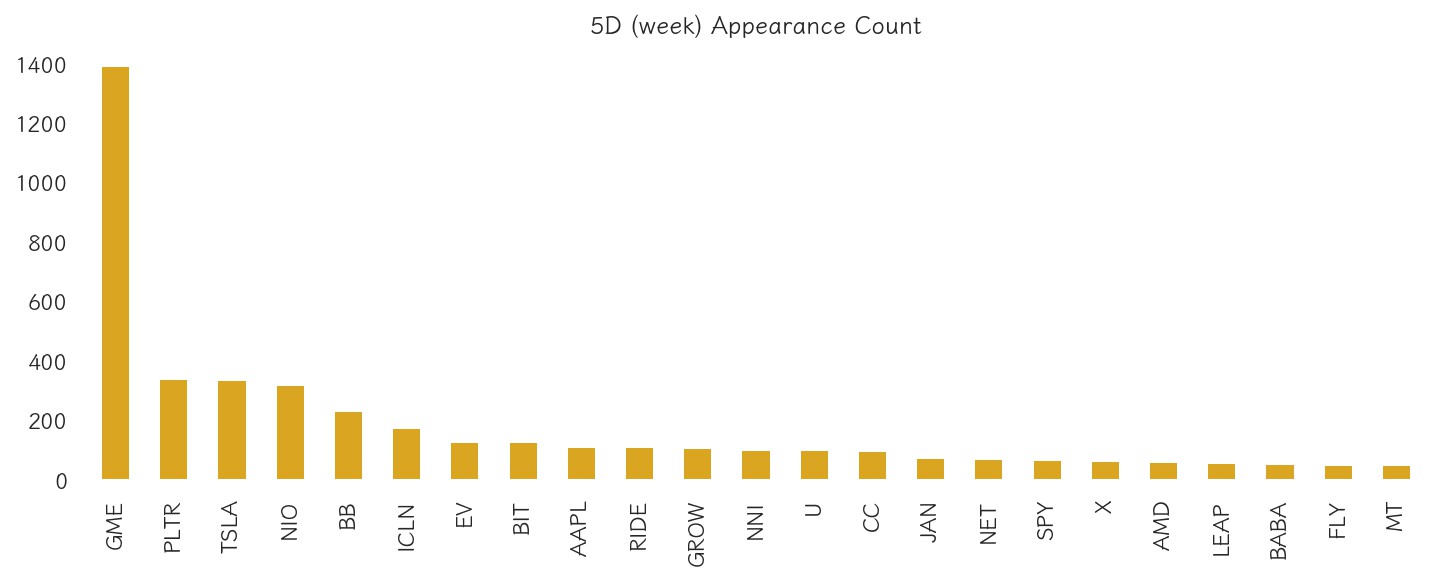 5D (week) Appearance Count
1400
1200
1000
800
600
400
200
0
GME
PLTR
TSLA
NIO
BB
ICLN
EV
BIT
AAPL
RIDE
GROW
NNI
U
CC
JAN
NET
SPY
X
AMD
LEAP
BABA
FLY
MT